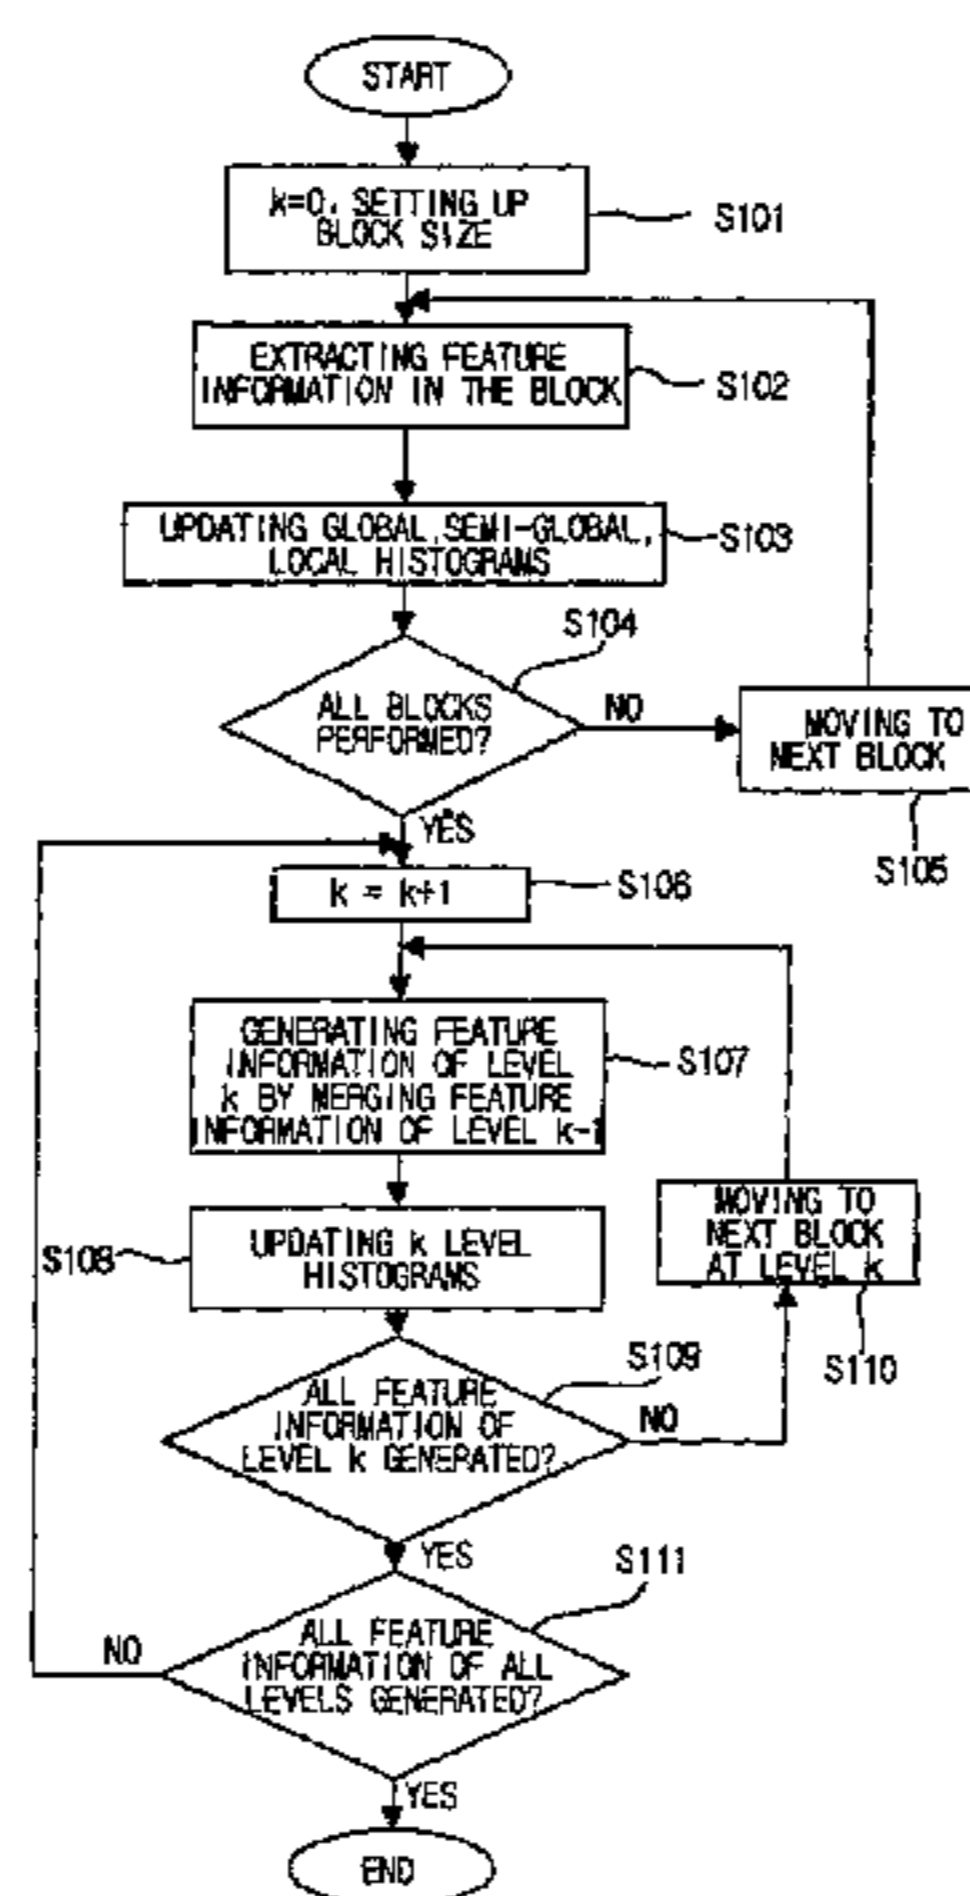 START
k=0, SETTING UP
BLOCK SIZE
S101
EXTRACTING FEATURE
INFORMATION IN THE BLOCK
S102
UPDATING GLOBAL,SEMI-GLOBAL,
LOCAL HISTOGRAMS
S103
S104
ALL BLOCKS
PERFORMED?
NO
MOVING TO
NEXT BLOCK
S105
YES
k = k+1
S106
GENERATING FEATURE
INFORMATION OF LEVEL
k BY MERGING FEATURE
INFORMATION OF LEVEL k-1
S107
MOVING TO
NEXT BLOCK
AT LEVEL k
S110
UPDATING k LEVEL
HISTOGRAMS
S108
S109
ALL FEATURE
INFORMATION OF
LEVEL k GENERATED?
NO
YES
S111
ALL FEATURE
INFORMATION OF ALL
LEVELS GENERATED?
NO
YES
END